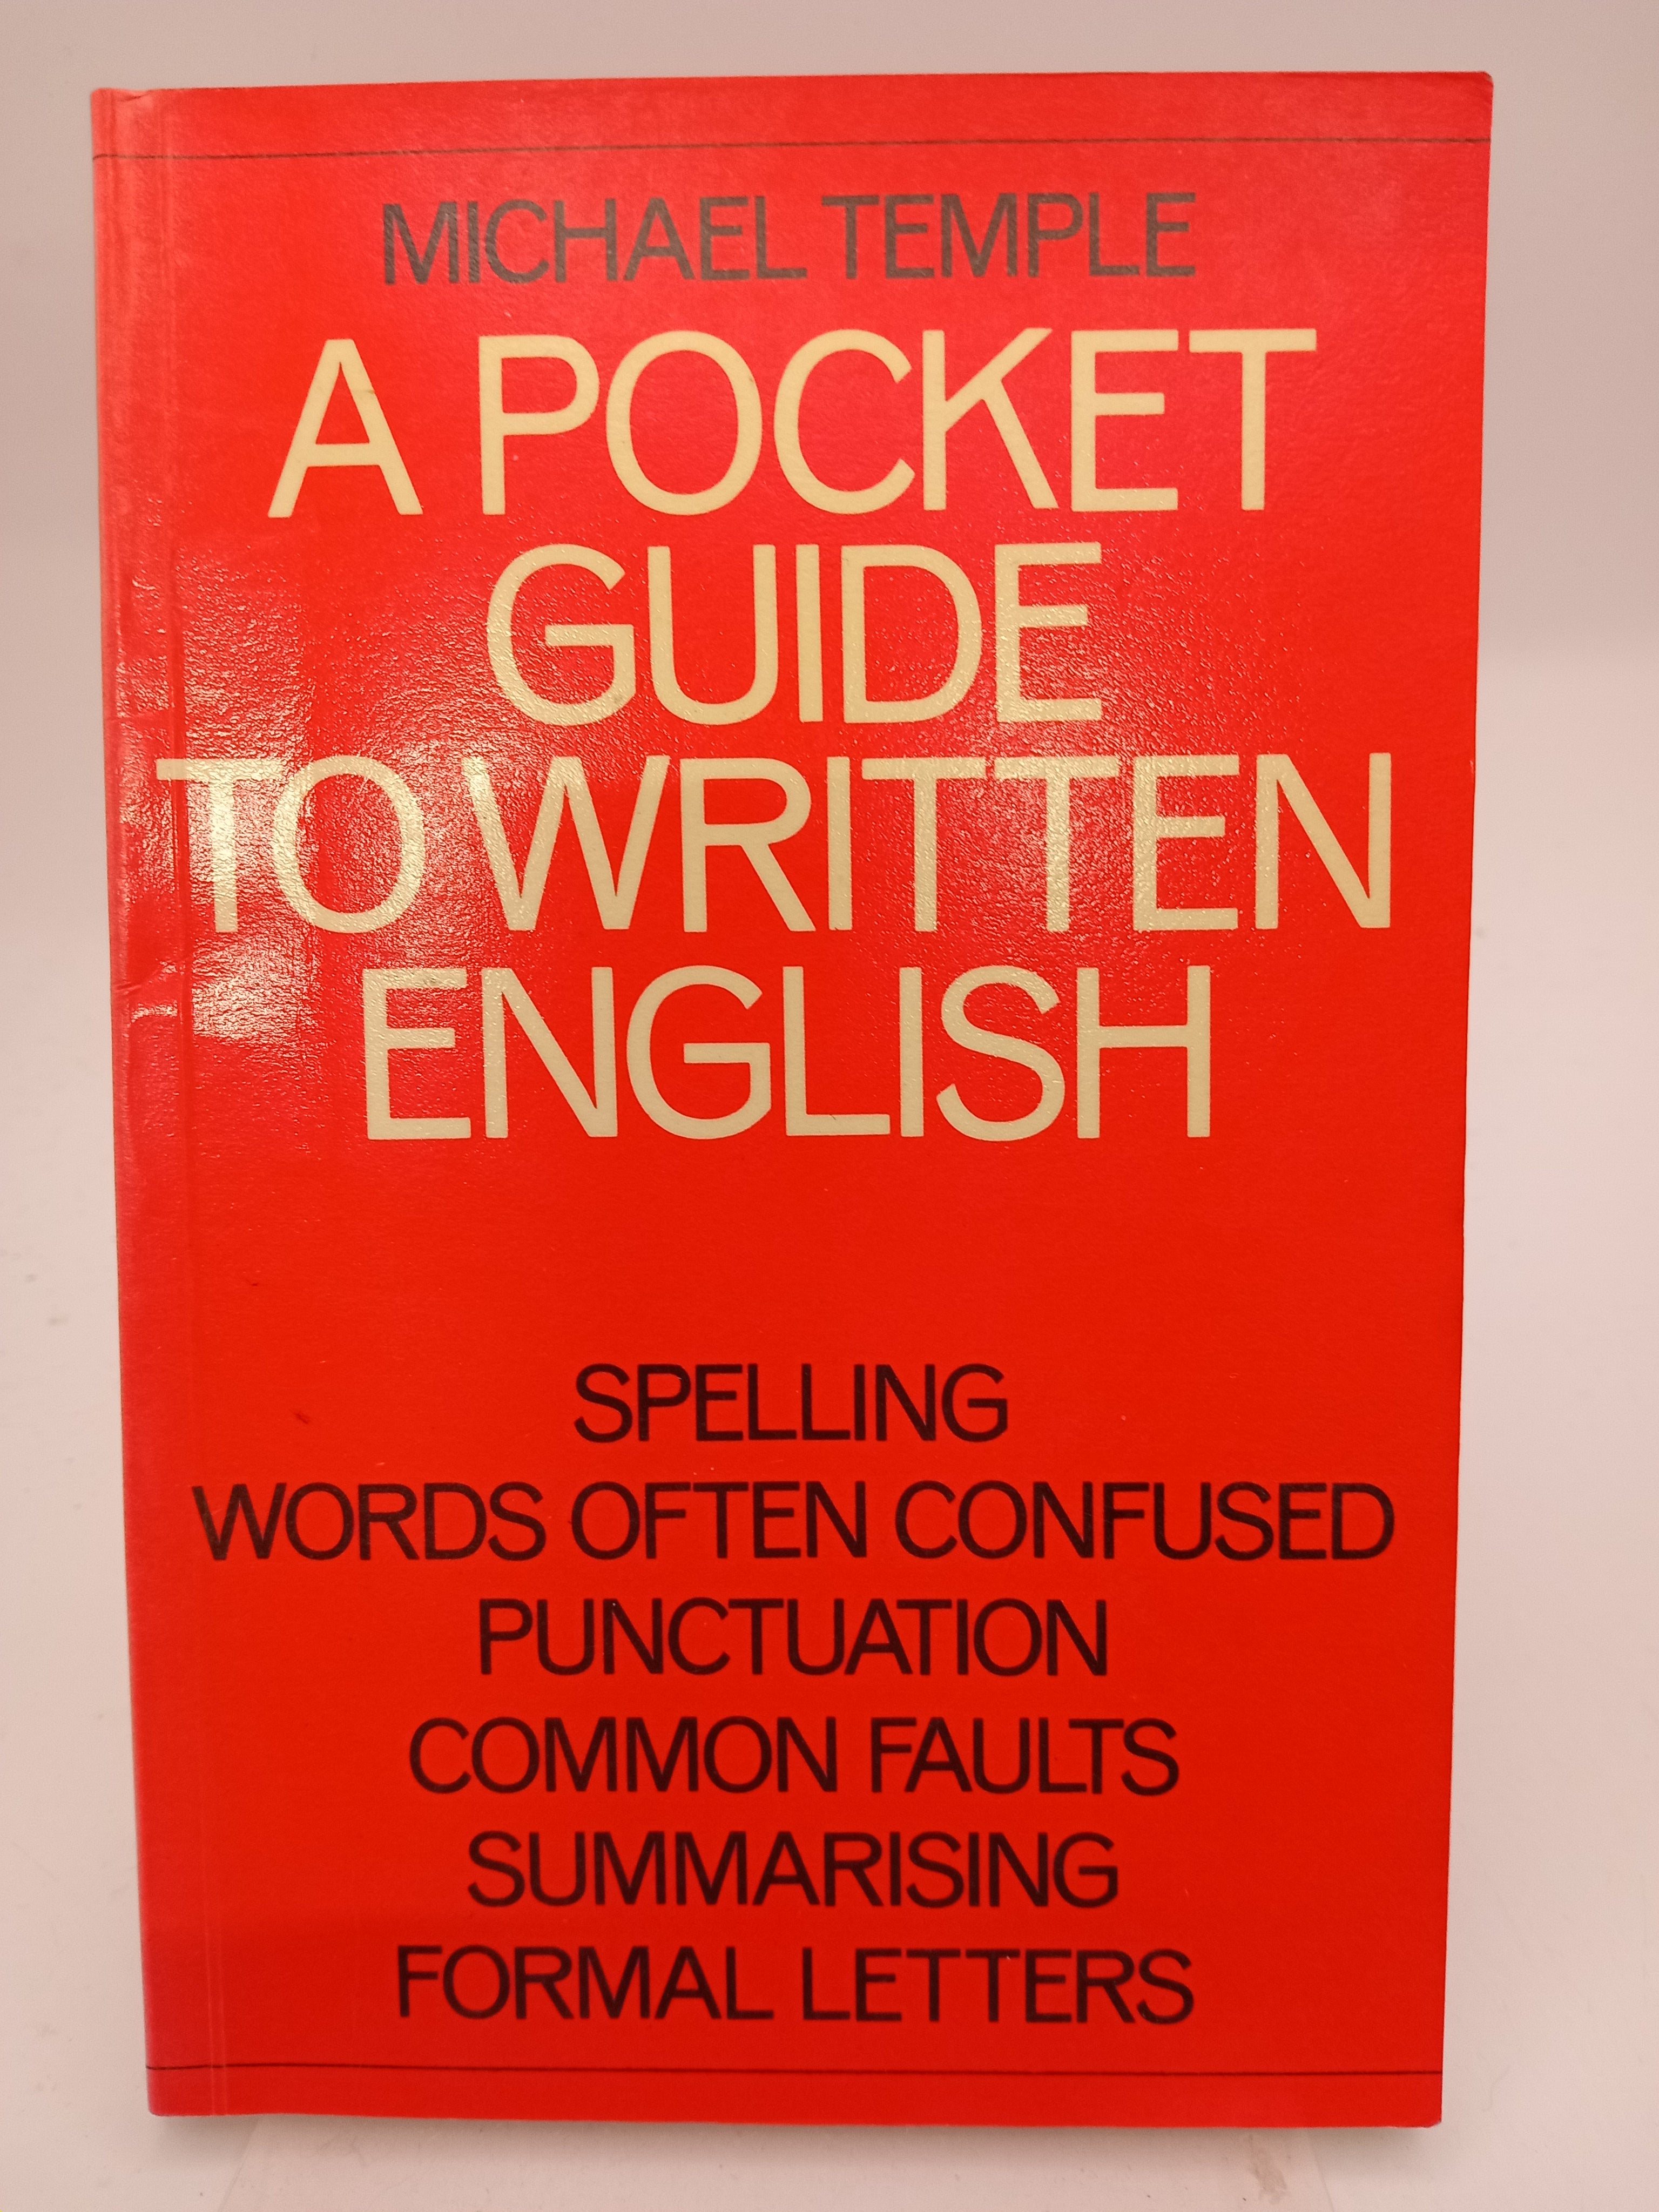 MICHAEL TEMPLE
A POCKET
GUIDE
TO WRITTEN
ENGLISH
SPELLING
WORDS OFTEN CONFUSED
PUNCTUATION
COMMON FAULTS
SUMMARISING
FORMAL LETTERS